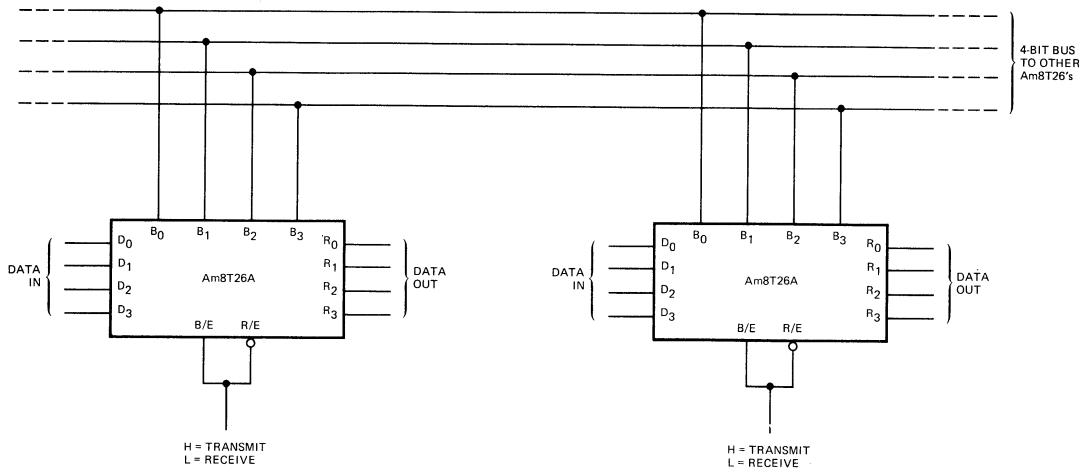 4-BIT BUS
TO OTHER
Am8T26's
B0 B1 B2 B3
D0
D1
D2
D3
DATA
IN
Am8T26A
R0
R1
R2
R3
DATA
OUT
B/E R/E
H = TRANSMIT
L = RECEIVE
B0 B1 B2 B3
D0
D1
D2
D3
DATA
IN
Am8T26A
R0
R1
R2
R3
DATA
OUT
B/E R/E
H = TRANSMIT
L = RECEIVE